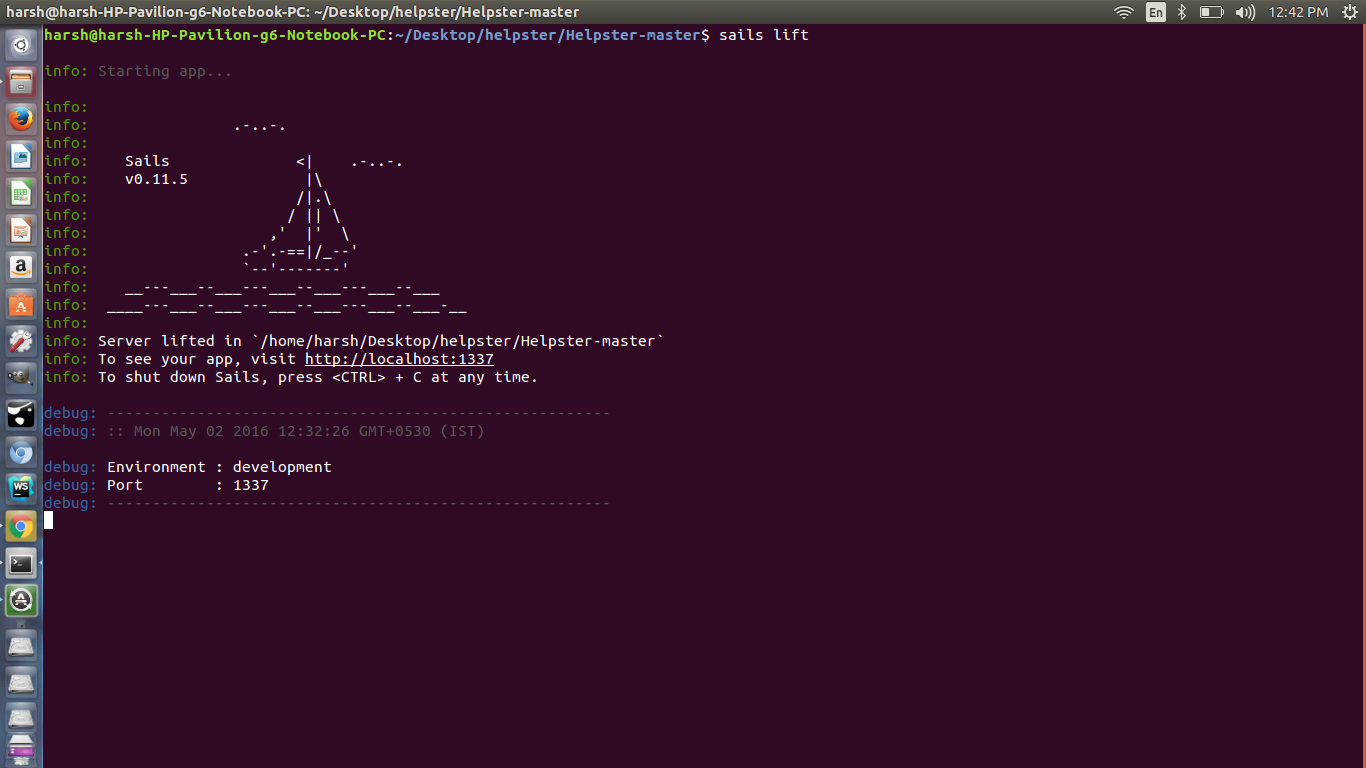 harsh@harsh-HP-Pavilion-g6-Notebook-PC: ~/Desktop/helpster/Helpster-master En 12:42 PM
harsh@harsh-HP-Pavilion-g6-Notebook-PC:~/Desktop/helpster/Helpster-master$ sails lift
info: Starting app...
info:
info:                .-..-.
info:
info:    Sails              <|    .-..-.
info:    v0.11.5             |\
info:                       /|.\
info:                      / || \
info:                    ,'  |'  \
info:                 .-'.-==|/_--'
info:                 `--'-------'
info:    __---___--___---___--___---___--___
info:  ____---___--___---___--___---___--___-__
info:
info: Server lifted in `/home/harsh/Desktop/helpster/Helpster-master`
info: To see your app, visit http://localhost:1337
info: To shut down Sails, press <CTRL> + C at any time.
debug: --------------------------------------------------------
debug: :: Mon May 02 2016 12:32:26 GMT+0530 (IST)
debug: Environment : development
debug: Port        : 1337
debug: --------------------------------------------------------
a
WS